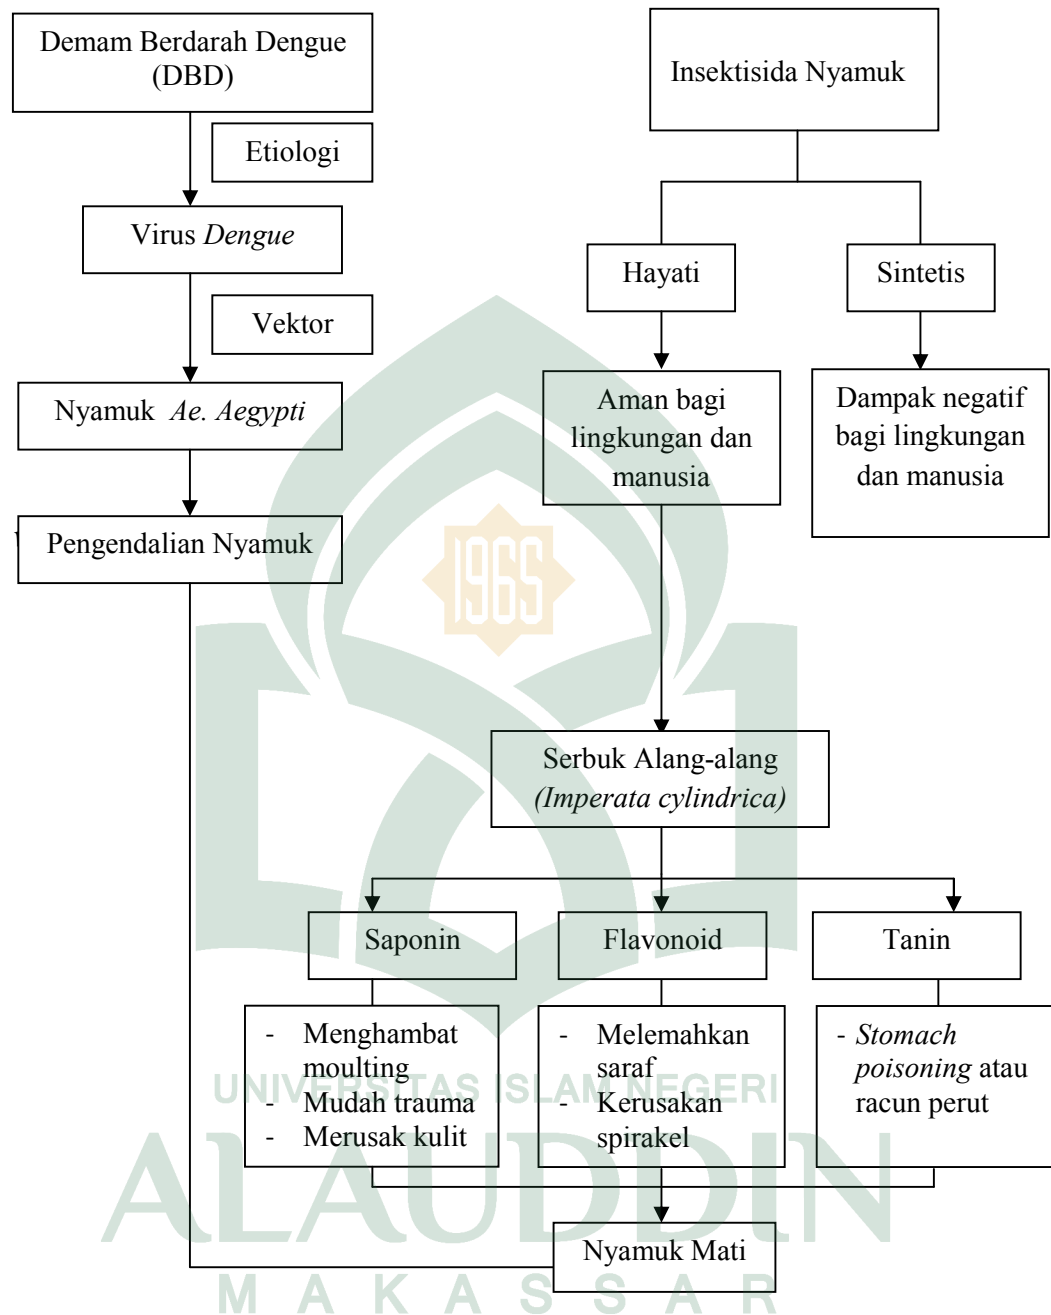 Demam Berdarah Dengue
(DBD)
Etiologi
Virus Dengue
Vektor
Nyamuk Ae. Aegypti
Pengendalian Nyamuk
Insektisida Nyamuk
Hayati
Sintetis
Aman bagi
lingkungan dan
manusia
Dampak negatif
bagi lingkungan
dan manusia
1965
Serbuk Alang-alang
(Imperata cylindrica)
Saponin
Flavonoid
Tanin
- Menghambat
moulting
- Mudah trauma
- Merusak kulit
- Melemahkan
saraf
- Kerusakan
spirakel
- Stomach
poisoning atau
racun perut
UNIVERSITAS ISLAM NEGERI
ALAUDDIN
Nyamuk Mati
MAKASSAR